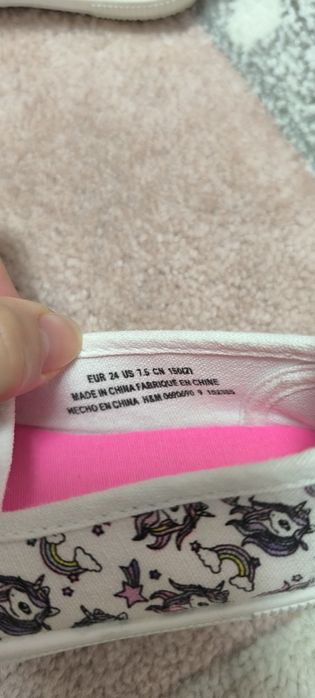 EUR 24 US 7.5 CN 150(2)
MADE IN CHINA FABRIQUÉ EN CHINE
HECHO EN CHINA H&M